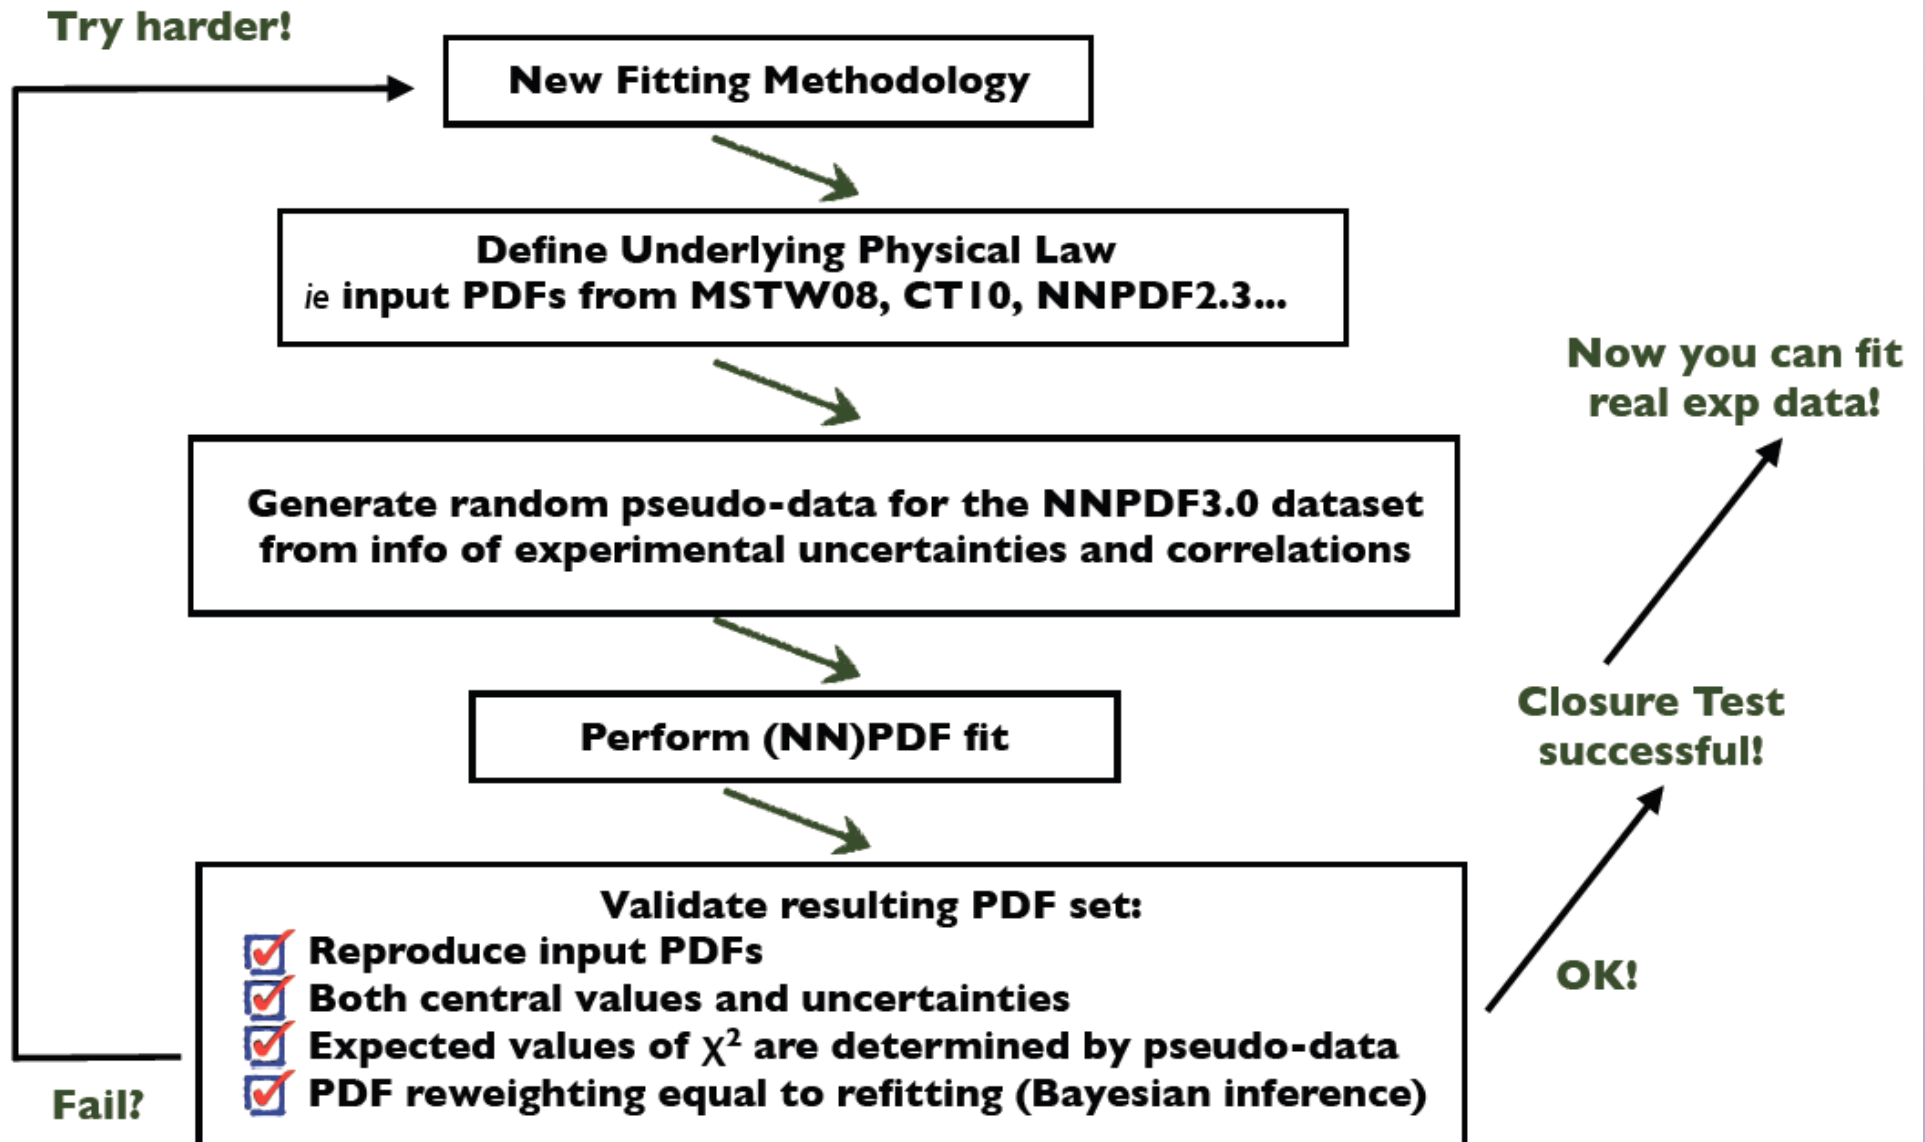 Try harder!
New Fitting Methodology
Define Underlying Physical Law
ie input PDFs from MSTW08, CT10, NNPDF2.3...
Now you can fit
real exp data!
Generate random pseudo-data for the NNPDF3.0 dataset
from info of experimental uncertainties and correlations
Perform (NN)PDF fit
Closure Test
successful!
Validate resulting PDF set:
Reproduce input PDFs
Both central values and uncertainties
Expected values of χ² are determined by pseudo-data
PDF reweighting equal to refitting (Bayesian inference)
OK!
Fail?